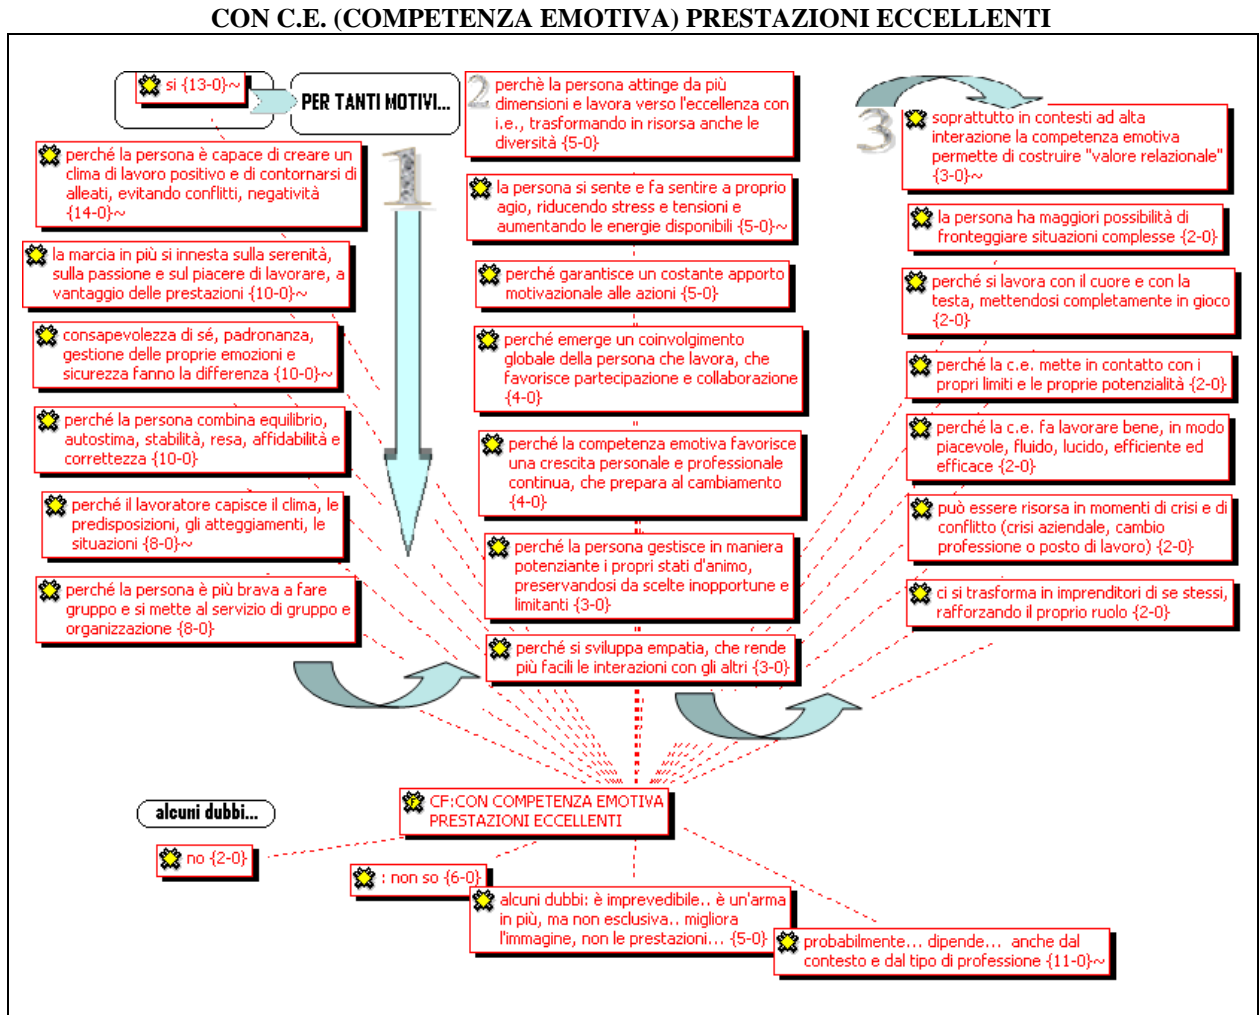 CON C.E. (COMPETENZA EMOTIVA) PRESTAZIONI ECCELLENTI
si {13-0}~
PER TANTI MOTIVI...
1
perché la persona è capace di creare un
clima di lavoro positivo e di contornarsi di
alleati, evitando conflitti, negatività
{14-0}~
la marcia in più si innesta sulla serenità,
sulla passione e sul piacere di lavorare, a
vantaggio delle prestazioni {10-0}~
consapevolezza di sé, padronanza,
gestione delle proprie emozioni e
sicurezza fanno la differenza {10-0}~
perché la persona combina equilibrio,
autostima, stabilità, resa, affidabilità e
correttezza {10-0}
perché il lavoratore capisce il clima, le
predisposizioni, gli atteggiamenti, le
situazioni {8-0}~
perché la persona è più brava a fare
gruppo e si mette al servizio di gruppo e
organizzazione {8-0}
2
perchè la persona attinge da più
dimensioni e lavora verso l'eccellenza con
i.e., trasformando in risorsa anche le
diversità {5-0}
la persona si sente e fa sentire a proprio
agio, riducendo stress e tensioni e
aumentando le energie disponibili {5-0}~
perché garantisce un costante apporto
motivazionale alle azioni {5-0}
perché emerge un coinvolgimento
globale della persona che lavora, che
favorisce partecipazione e collaborazione
{4-0}
perché la competenza emotiva favorisce
una crescita personale e professionale
continua, che prepara al cambiamento
{4-0}
perché la persona gestisce in maniera
potenziante i propri stati d'animo,
preservandosi da scelte inopportune e
limitanti {3-0}
perché si sviluppa empatia, che rende
più facili le interazioni con gli altri {3-0}
3
soprattutto in contesti ad alta
interazione la competenza emotiva
permette di costruire "valore relazionale"
{3-0}~
la persona ha maggiori possibilità di
fronteggiare situazioni complesse {2-0}
perché si lavora con il cuore e con la
testa, mettendosi completamente in gioco
{2-0}
perché la c.e. mette in contatto con i
propri limiti e le proprie potenzialità {2-0}
perché la c.e. fa lavorare bene, in modo
piacevole, fluido, lucido, efficiente ed
efficace {2-0}
può essere risorsa in momenti di crisi e di
conflitto (crisi aziendale, cambio
professione o posto di lavoro) {2-0}
ci si trasforma in imprenditori di se stessi,
rafforzando il proprio ruolo {2-0}
F
CF:CON COMPETENZA EMOTIVA
PRESTAZIONI ECCELLENTI
alcuni dubbi...
no {2-0}
: non so {6-0}
alcuni dubbi: è imprevedibile.. è un'arma
in più, ma non esclusiva.. migliora
l'immagine, non le prestazioni... {5-0}
probabilmente... dipende... anche dal
contesto e dal tipo di professione {11-0}~